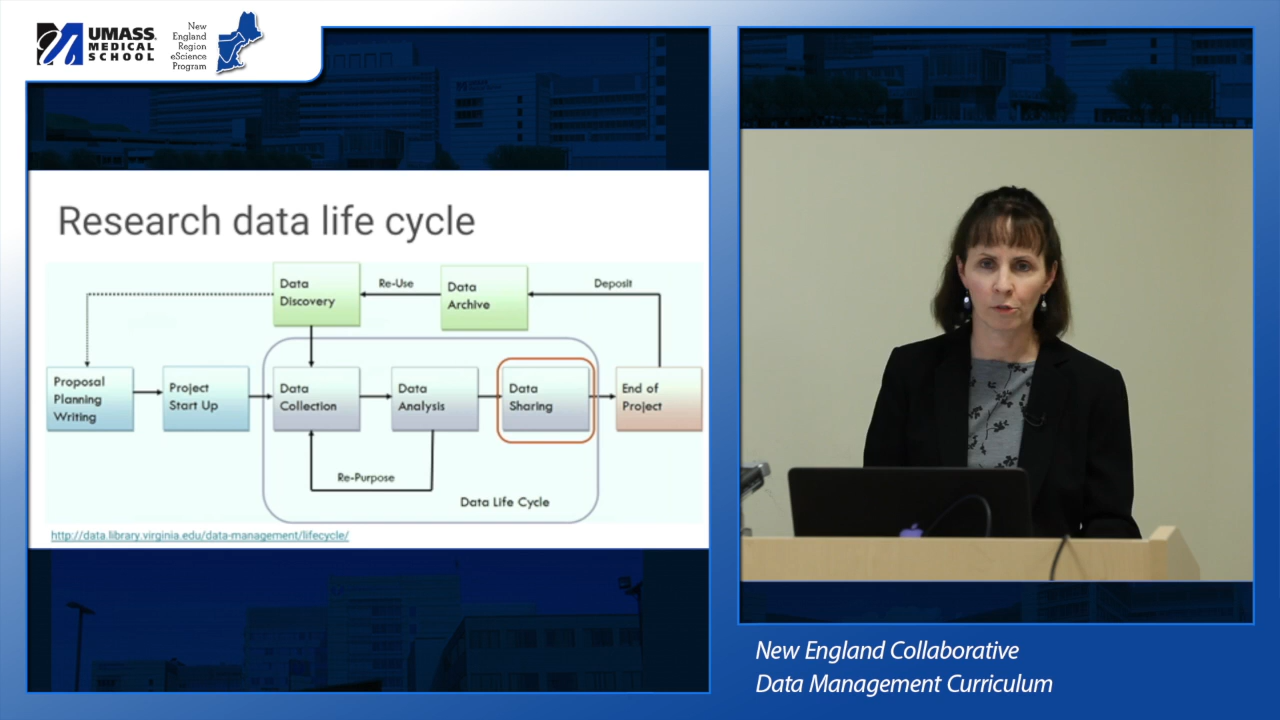 UMASS
MEDICAL
SCHOOL
New
England
Region
eScience
Program
Research data life cycle
Data
Discovery
Re-Use
Data
Archive
Deposit
Proposal
Planning
Writing
Project
Start Up
Data
Collection
Data
Analysis
Data
Sharing
End of
Project
Re-Purpose
Data Life Cycle
http://data.library.virginia.edu/data-management/lifecycle/
New England Collaborative
Data Management Curriculum